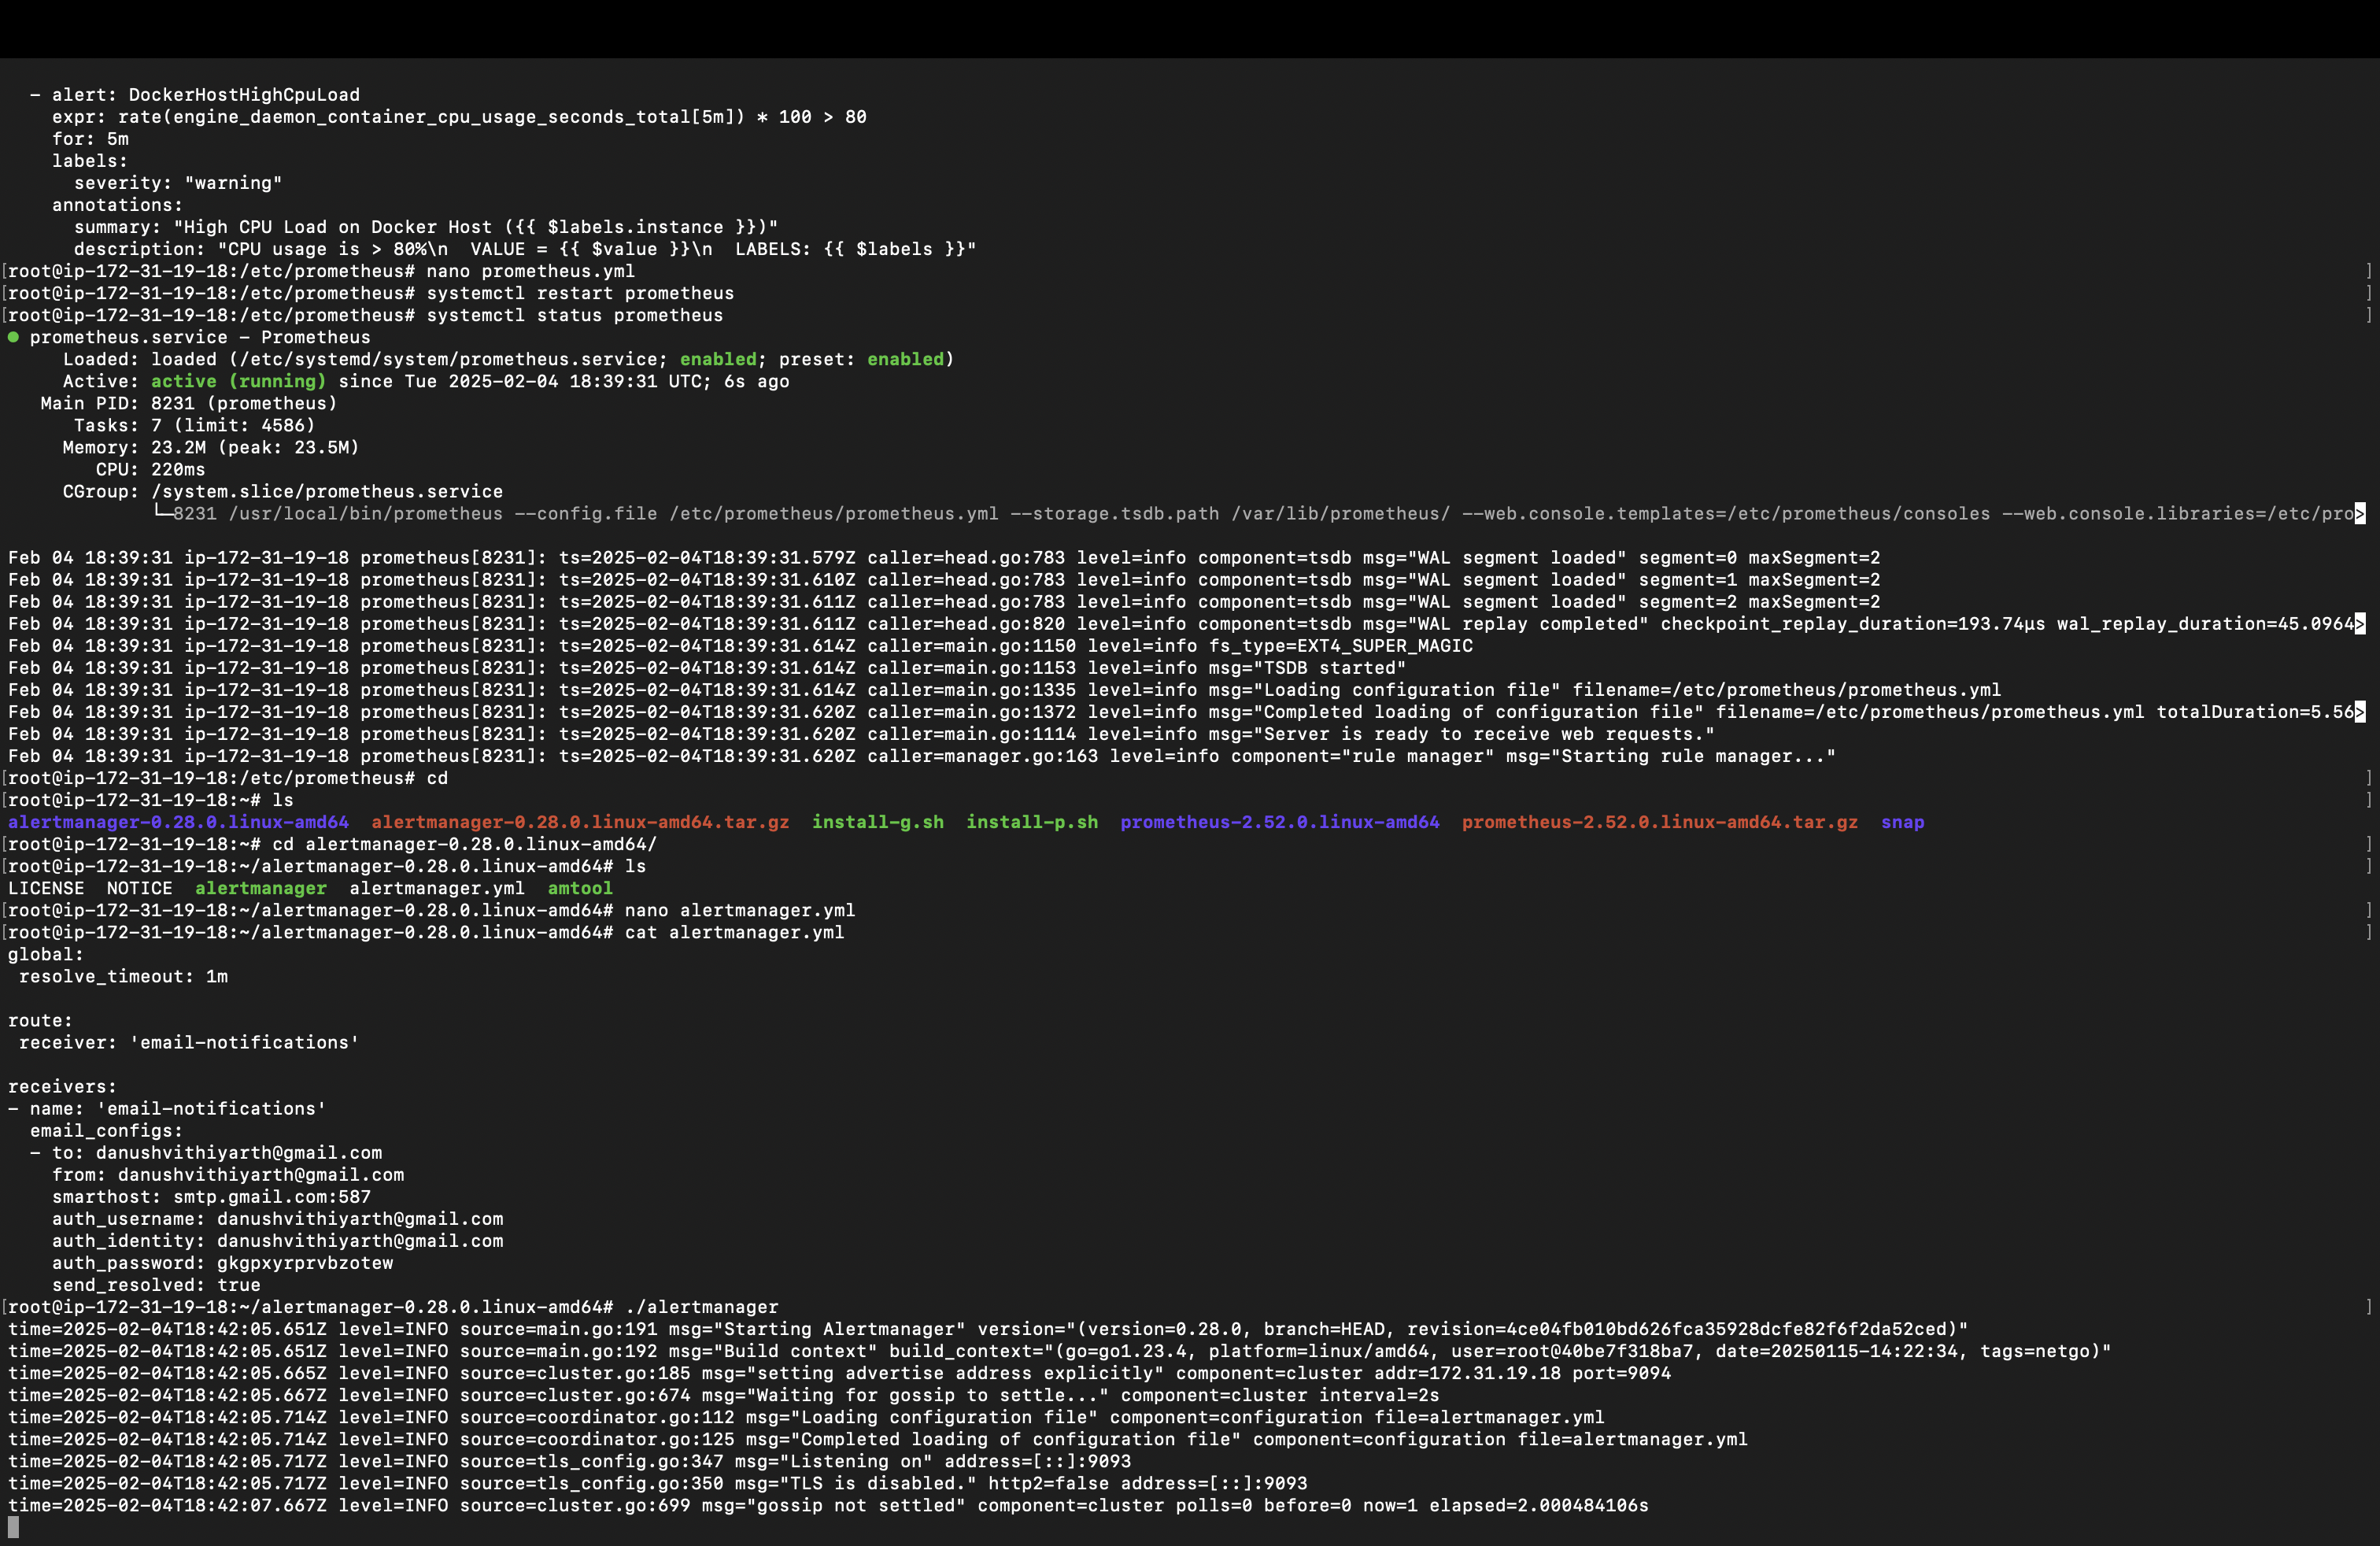 - alert: DockerHostHighCpuLoad
    expr: rate(engine_daemon_container_cpu_usage_seconds_total[5m]) * 100 > 80
    for: 5m
    labels:
      severity: "warning"
    annotations:
      summary: "High CPU Load on Docker Host ({{ $labels.instance }})"
      description: "CPU usage is > 80%\n  VALUE = {{ $value }}\n  LABELS: {{ $labels }}"
[root@ip-172-31-19-18:/etc/prometheus# nano prometheus.yml ]
[root@ip-172-31-19-18:/etc/prometheus# systemctl restart prometheus ]
[root@ip-172-31-19-18:/etc/prometheus# systemctl status prometheus ]
● prometheus.service - Prometheus
     Loaded: loaded (/etc/systemd/system/prometheus.service; enabled; preset: enabled)
     Active: active (running) since Tue 2025-02-04 18:39:31 UTC; 6s ago
   Main PID: 8231 (prometheus)
      Tasks: 7 (limit: 4586)
     Memory: 23.2M (peak: 23.5M)
        CPU: 220ms
     CGroup: /system.slice/prometheus.service
             └─8231 /usr/local/bin/prometheus --config.file /etc/prometheus/prometheus.yml --storage.tsdb.path /var/lib/prometheus/ --web.console.templates=/etc/prometheus/consoles --web.console.libraries=/etc/pro>
Feb 04 18:39:31 ip-172-31-19-18 prometheus[8231]: ts=2025-02-04T18:39:31.579Z caller=head.go:783 level=info component=tsdb msg="WAL segment loaded" segment=0 maxSegment=2
Feb 04 18:39:31 ip-172-31-19-18 prometheus[8231]: ts=2025-02-04T18:39:31.610Z caller=head.go:783 level=info component=tsdb msg="WAL segment loaded" segment=1 maxSegment=2
Feb 04 18:39:31 ip-172-31-19-18 prometheus[8231]: ts=2025-02-04T18:39:31.611Z caller=head.go:783 level=info component=tsdb msg="WAL segment loaded" segment=2 maxSegment=2
Feb 04 18:39:31 ip-172-31-19-18 prometheus[8231]: ts=2025-02-04T18:39:31.611Z caller=head.go:820 level=info component=tsdb msg="WAL replay completed" checkpoint_replay_duration=193.74µs wal_replay_duration=45.0964>
Feb 04 18:39:31 ip-172-31-19-18 prometheus[8231]: ts=2025-02-04T18:39:31.614Z caller=main.go:1150 level=info fs_type=EXT4_SUPER_MAGIC
Feb 04 18:39:31 ip-172-31-19-18 prometheus[8231]: ts=2025-02-04T18:39:31.614Z caller=main.go:1153 level=info msg="TSDB started"
Feb 04 18:39:31 ip-172-31-19-18 prometheus[8231]: ts=2025-02-04T18:39:31.614Z caller=main.go:1335 level=info msg="Loading configuration file" filename=/etc/prometheus/prometheus.yml
Feb 04 18:39:31 ip-172-31-19-18 prometheus[8231]: ts=2025-02-04T18:39:31.620Z caller=main.go:1372 level=info msg="Completed loading of configuration file" filename=/etc/prometheus/prometheus.yml totalDuration=5.56>
Feb 04 18:39:31 ip-172-31-19-18 prometheus[8231]: ts=2025-02-04T18:39:31.620Z caller=main.go:1114 level=info msg="Server is ready to receive web requests."
Feb 04 18:39:31 ip-172-31-19-18 prometheus[8231]: ts=2025-02-04T18:39:31.620Z caller=manager.go:163 level=info component="rule manager" msg="Starting rule manager..."
[root@ip-172-31-19-18:/etc/prometheus# cd ]
[root@ip-172-31-19-18:~# ls ]
alertmanager-0.28.0.linux-amd64  alertmanager-0.28.0.linux-amd64.tar.gz  install-g.sh  install-p.sh  prometheus-2.52.0.linux-amd64  prometheus-2.52.0.linux-amd64.tar.gz  snap
[root@ip-172-31-19-18:~# cd alertmanager-0.28.0.linux-amd64/ ]
[root@ip-172-31-19-18:~/alertmanager-0.28.0.linux-amd64# ls ]
LICENSE  NOTICE  alertmanager  alertmanager.yml  amtool
[root@ip-172-31-19-18:~/alertmanager-0.28.0.linux-amd64# nano alertmanager.yml ]
[root@ip-172-31-19-18:~/alertmanager-0.28.0.linux-amd64# cat alertmanager.yml ]
global:
 resolve_timeout: 1m
route:
 receiver: 'email-notifications'
receivers:
- name: 'email-notifications'
  email_configs:
  - to: danushvithiyarth@gmail.com
    from: danushvithiyarth@gmail.com
    smarthost: smtp.gmail.com:587
    auth_username: danushvithiyarth@gmail.com
    auth_identity: danushvithiyarth@gmail.com
    auth_password: gkgpxyrprvbzotew
    send_resolved: true
[root@ip-172-31-19-18:~/alertmanager-0.28.0.linux-amd64# ./alertmanager ]
time=2025-02-04T18:42:05.651Z level=INFO source=main.go:191 msg="Starting Alertmanager" version="(version=0.28.0, branch=HEAD, revision=4ce04fb010bd626fca35928dcfe82f6f2da52ced)"
time=2025-02-04T18:42:05.651Z level=INFO source=main.go:192 msg="Build context" build_context="(go=go1.23.4, platform=linux/amd64, user=root@40be7f318ba7, date=20250115-14:22:34, tags=netgo)"
time=2025-02-04T18:42:05.665Z level=INFO source=cluster.go:185 msg="setting advertise address explicitly" component=cluster addr=172.31.19.18 port=9094
time=2025-02-04T18:42:05.667Z level=INFO source=cluster.go:674 msg="Waiting for gossip to settle..." component=cluster interval=2s
time=2025-02-04T18:42:05.714Z level=INFO source=coordinator.go:112 msg="Loading configuration file" component=configuration file=alertmanager.yml
time=2025-02-04T18:42:05.714Z level=INFO source=coordinator.go:125 msg="Completed loading of configuration file" component=configuration file=alertmanager.yml
time=2025-02-04T18:42:05.717Z level=INFO source=tls_config.go:347 msg="Listening on" address=[::]:9093
time=2025-02-04T18:42:05.717Z level=INFO source=tls_config.go:350 msg="TLS is disabled." http2=false address=[::]:9093
time=2025-02-04T18:42:07.667Z level=INFO source=cluster.go:699 msg="gossip not settled" component=cluster polls=0 before=0 now=1 elapsed=2.000484106s